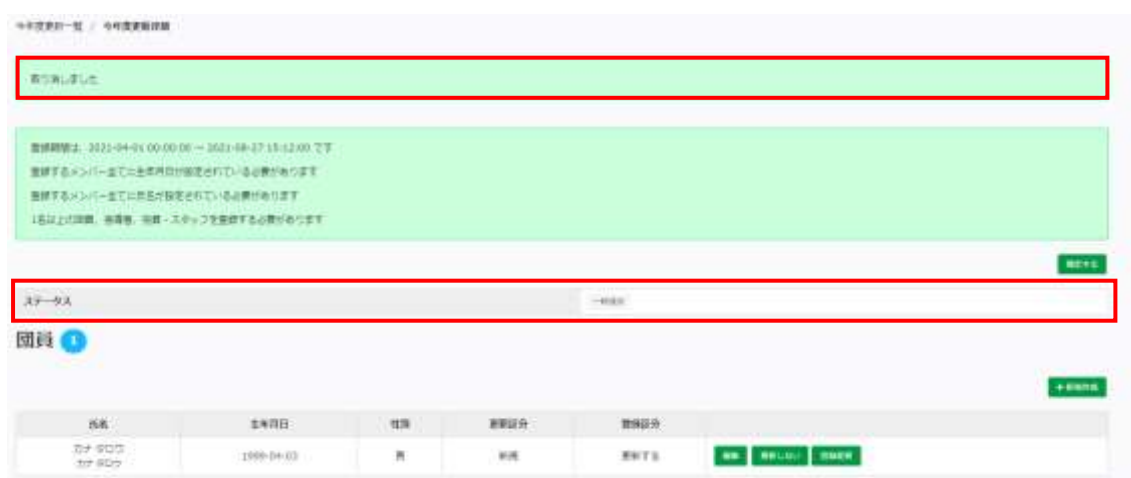 今年度更新一覧 / 今年度更新詳細
取り消しました
登録期間は、2021-04-01 00:00:00 ~ 2021-08-27 15:12:00 です
登録するメンバー全てに生年月日が設定されている必要があります
登録するメンバー全てに氏名が設定されている必要があります
1名以上の団員、指導者、役員・スタッフを登録する必要があります
確定する
ステータス 一時保存
団員 1
+ 新規作成
氏名 生年月日 性別 更新区分 登録区分
カナ タロウ
カナ タロウ
1999-04-03 男 新規 更新する 編集 更新しない